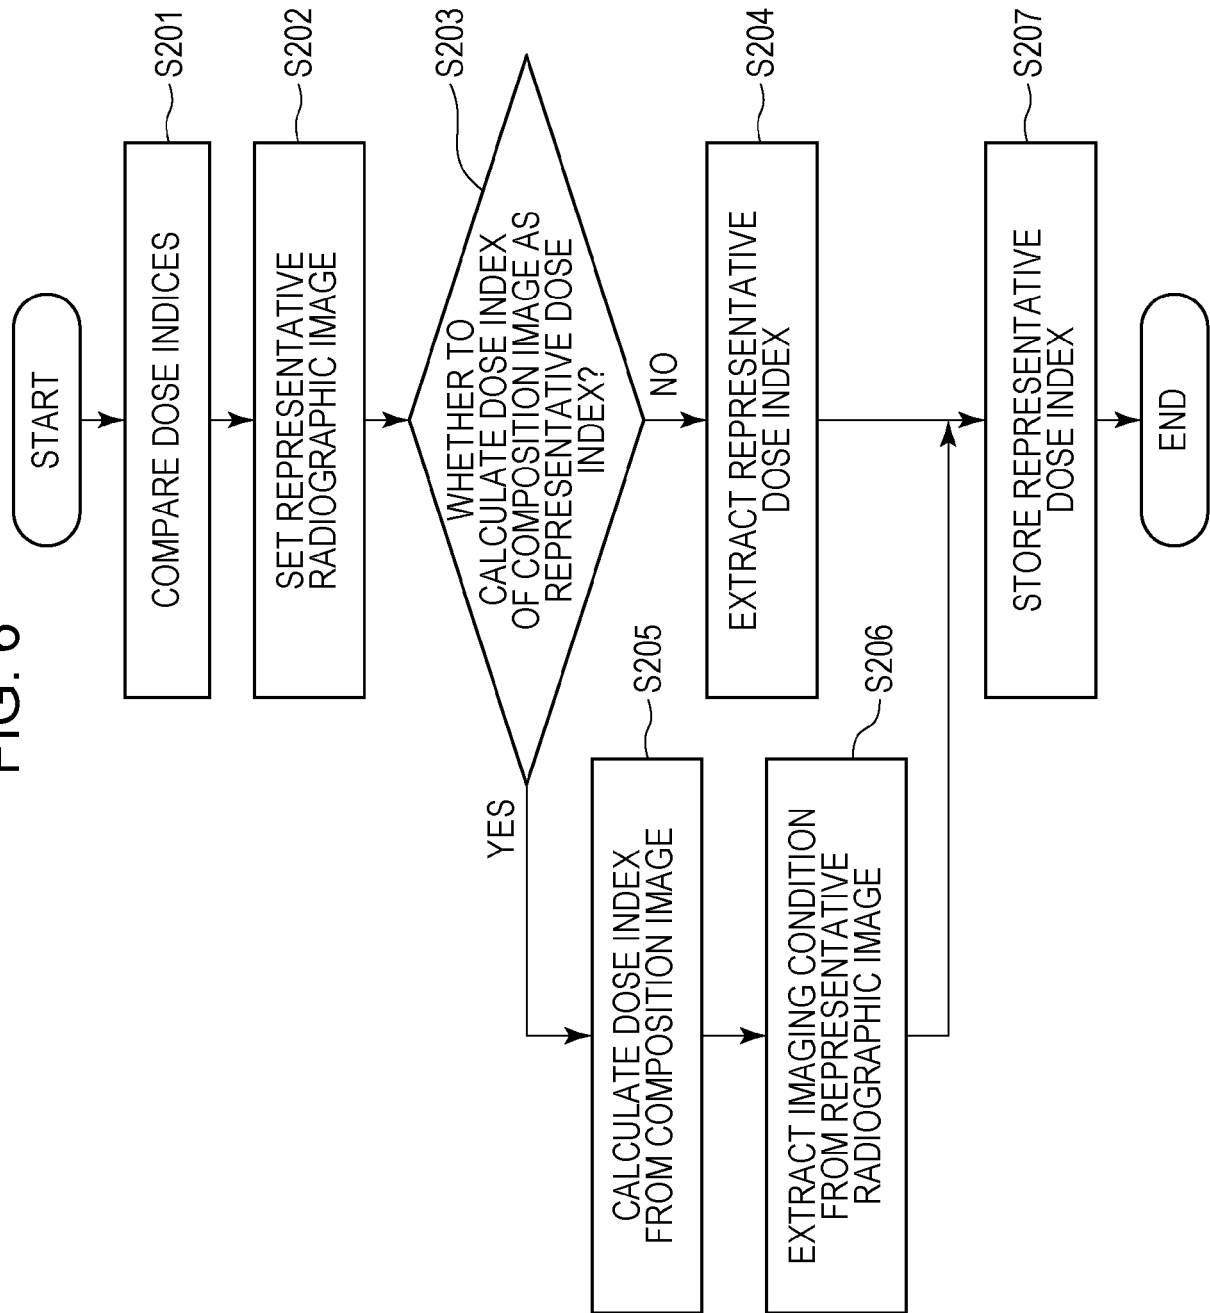 FIG.
START
COMPARE DOSE INDICES
S201
SET REPRESENTATIVE
RADIOGRAPHIC IMAGE
S202
WHETHER TO
CALCULATE DOSE INDEX
OF COMPOSITION IMAGE AS
REPRESENTATIVE DOSE
INDEX?
S203
YES
NO
CALCULATE DOSE INDEX
FROM COMPOSITION IMAGE
S205
EXTRACT REPRESENTATIVE
DOSE INDEX
S204
EXTRACT IMAGING CONDITION
FROM REPRESENTATIVE
RADIOGRAPHIC IMAGE
S206
STORE REPRESENTATIVE
DOSE INDEX
S207
END